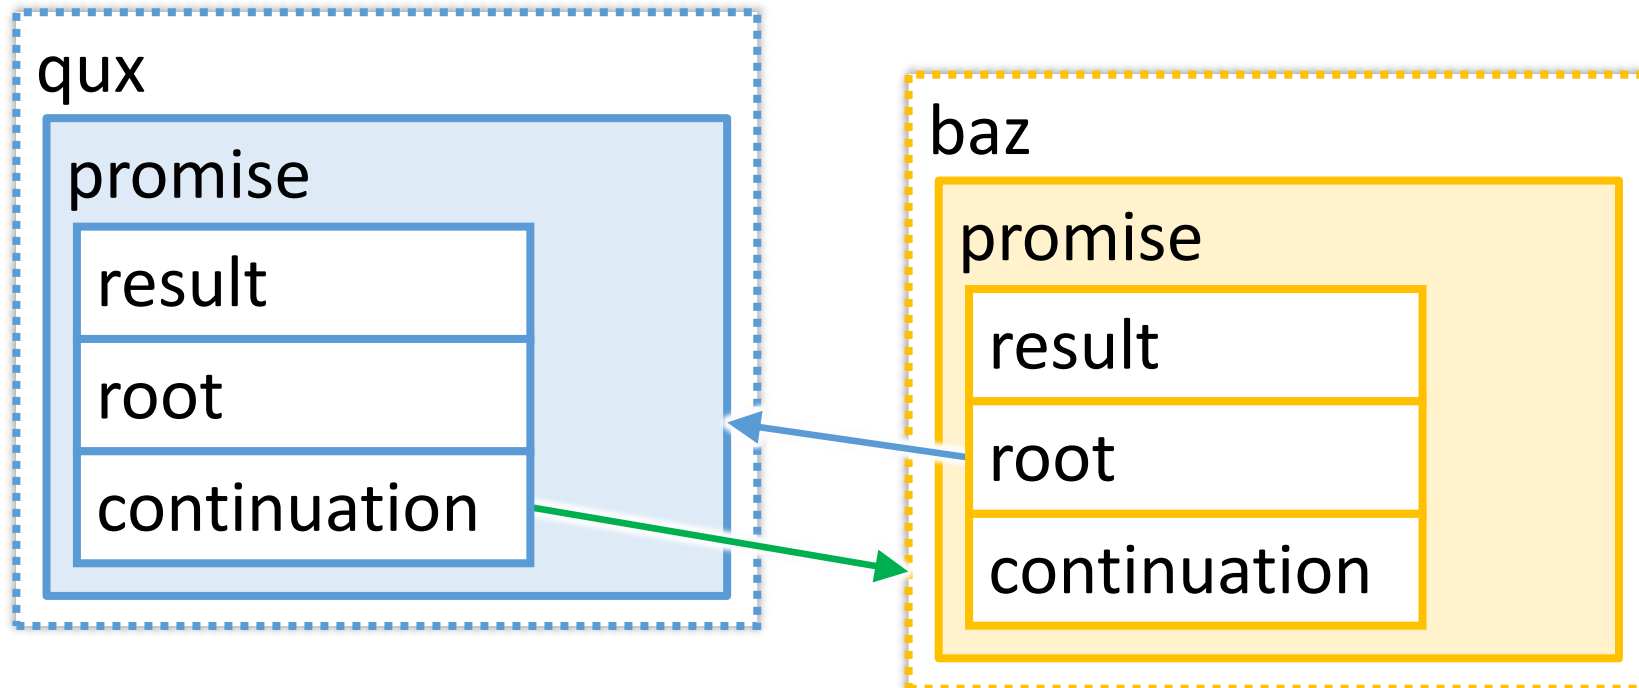 qux
promise
result
root
continuation
baz
promise
result
root
continuation